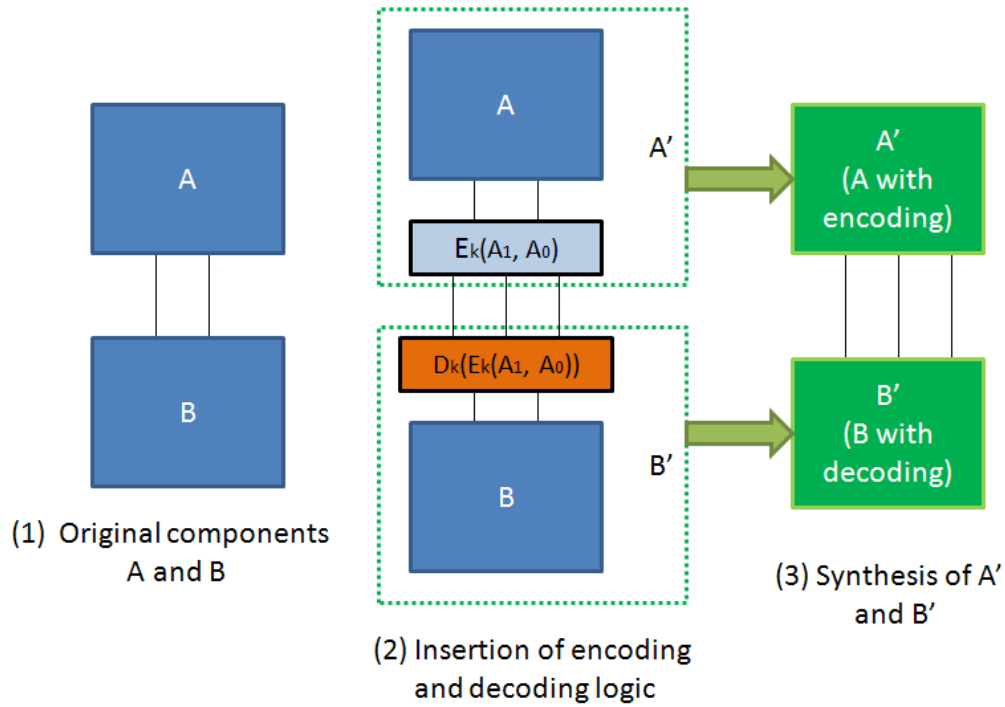 A
B
(1) Original components
A and B
A
A’
Eₖ(A₁, A₀)
Dₖ(Eₖ(A₁, A₀))
B
B’
(2) Insertion of encoding
and decoding logic
A’
(A with
encoding)
B’
(B with
decoding)
(3) Synthesis of A’
and B’